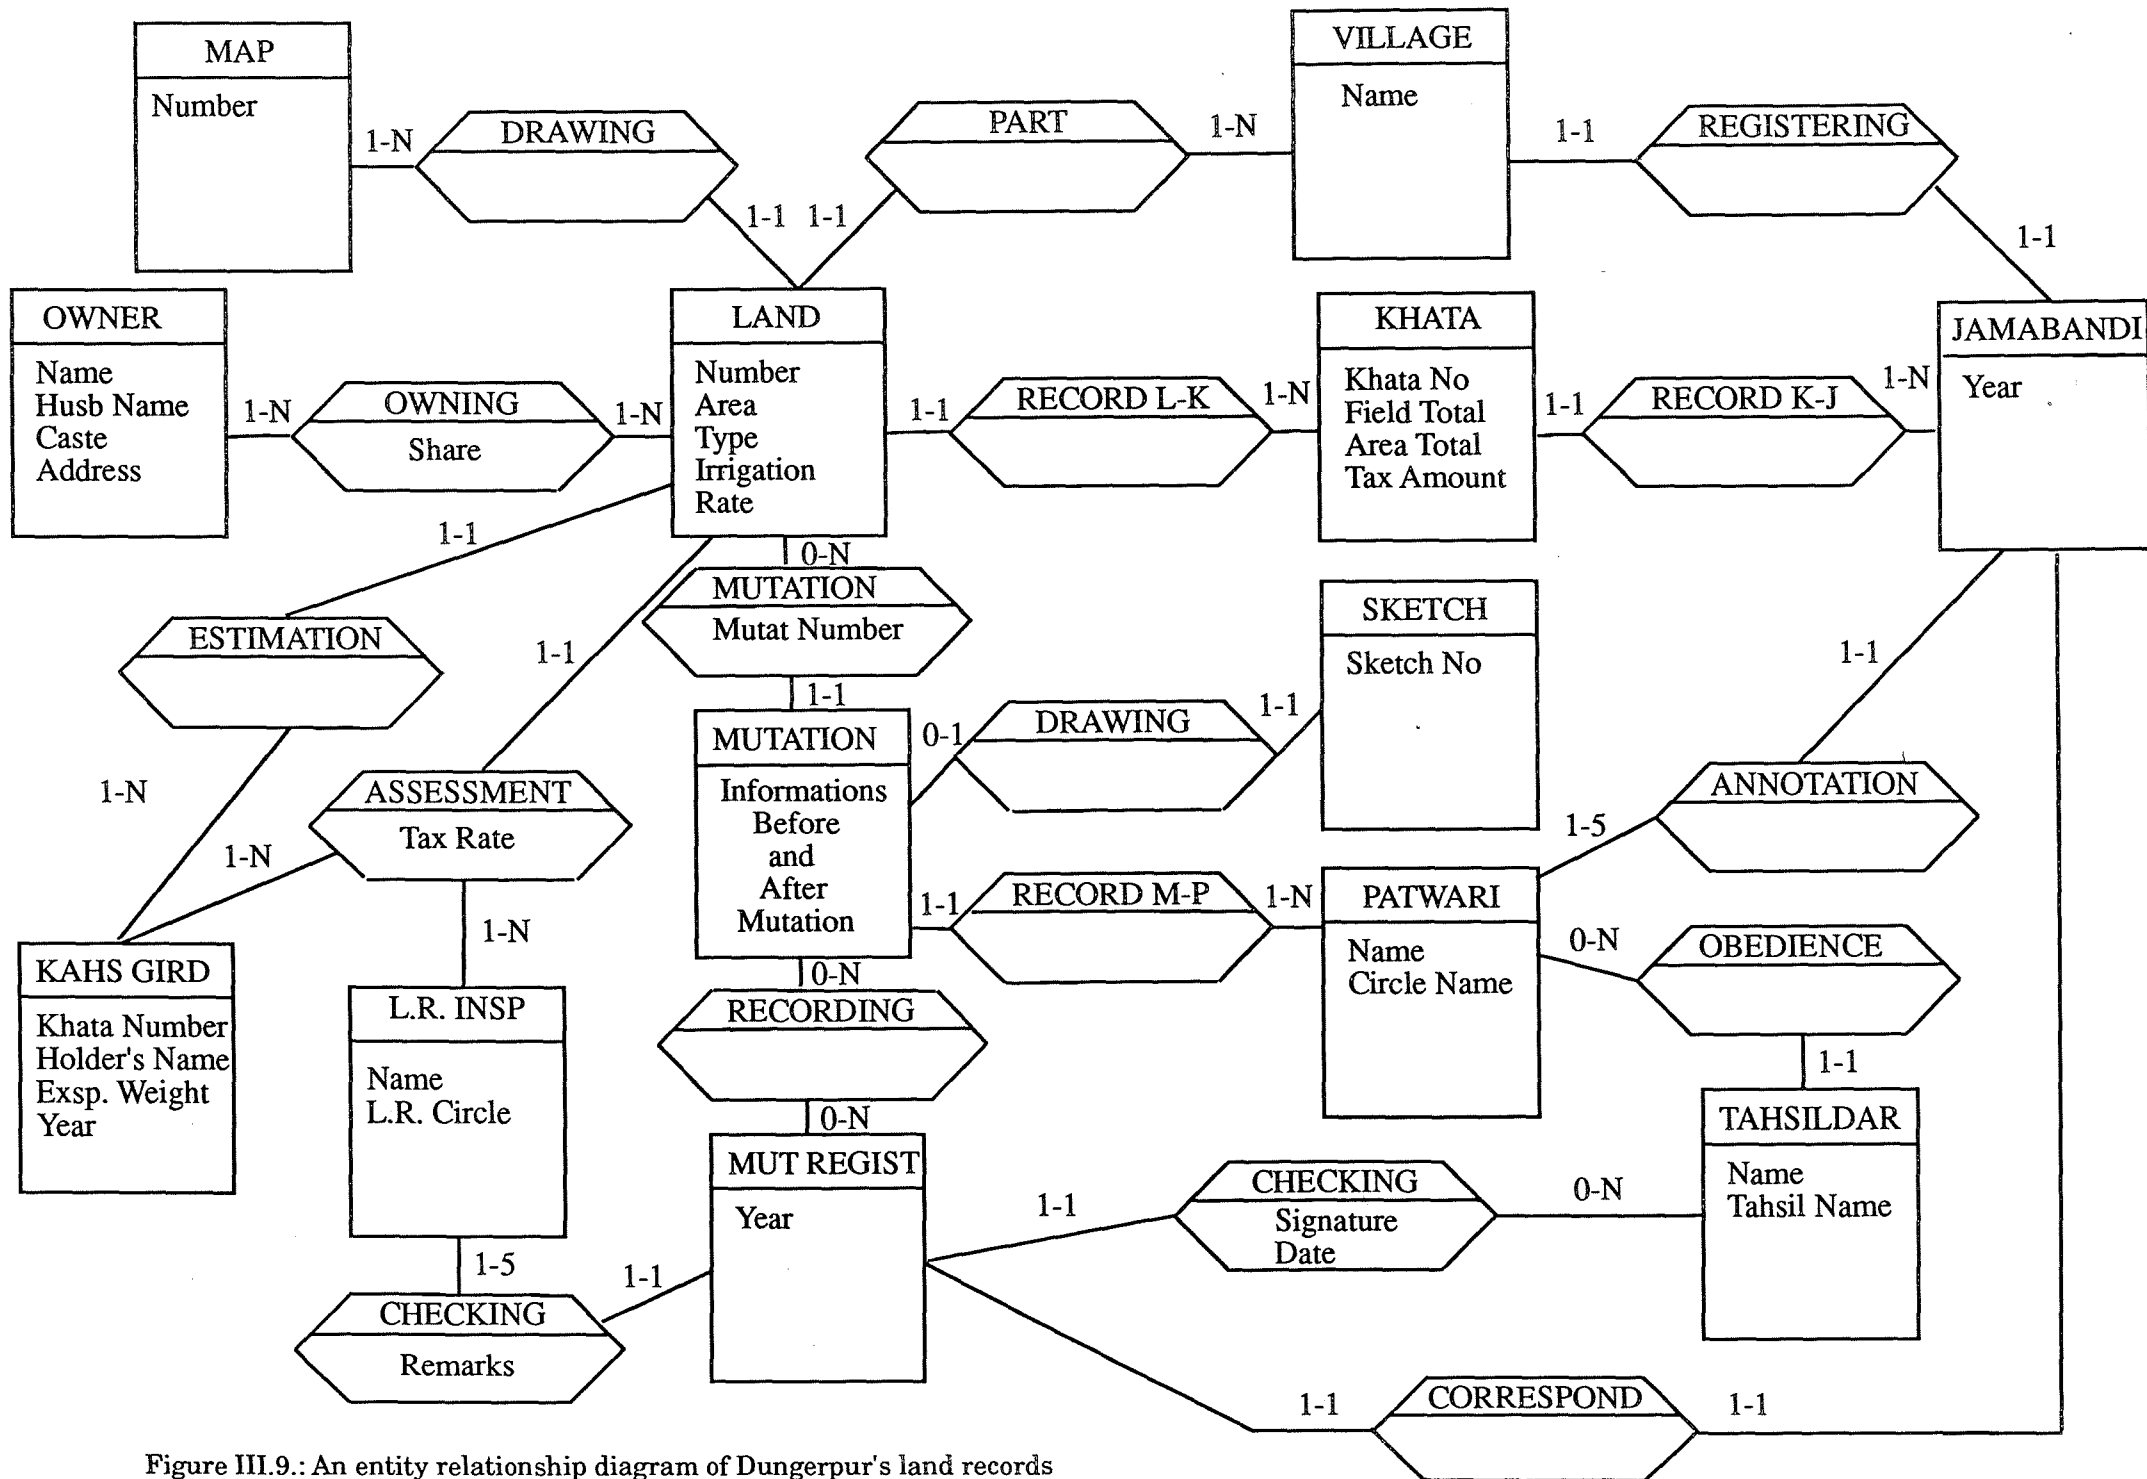 MAP
Number
1-N
DRAWING
1-1
PART
1-1
1-N
VILLAGE
Name
1-1
REGISTERING
1-1
OWNER
Name
Husb Name
Caste
Address
1-N
OWNING
Share
1-N
LAND
Number
Area
Type
Irrigation
Rate
1-1
RECORD L-K
1-N
KHATA
Khata No
Field Total
Area Total
Tax Amount
1-1
RECORD K-J
1-N
JAMABANDI
Year
1-1
ESTIMATION
1-N
1-1
ASSESSMENT
Tax Rate
1-N
1-N
0-N
MUTATION
Mutat Number
1-1
MUTATION
Informations
Before
and
After
Mutation
0-1
DRAWING
1-1
SKETCH
Sketch No
1-1
RECORD M-P
1-N
PATWARI
Name
Circle Name
1-5
ANNOTATION
1-1
0-N
OBEDIENCE
1-1
KAHS GIRD
Khata Number
Holder's Name
Exsp. Weight
Year
L.R. INSP
Name
L.R. Circle
1-5
CHECKING
Remarks
1-1
0-N
RECORDING
0-N
MUT REGIST
Year
1-1
CHECKING
Signature
Date
0-N
TAHSILDAR
Name
Tahsil Name
1-1
CORRESPOND
1-1
Figure III.9.: An entity relationship diagram of Dungerpur's land records